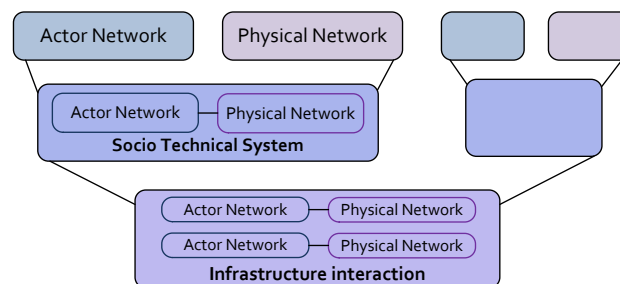 Actor Network
Physical Network
Actor Network
Physical Network
Socio Technical System
Actor Network
Physical Network
Actor Network
Physical Network
Infrastructure interaction